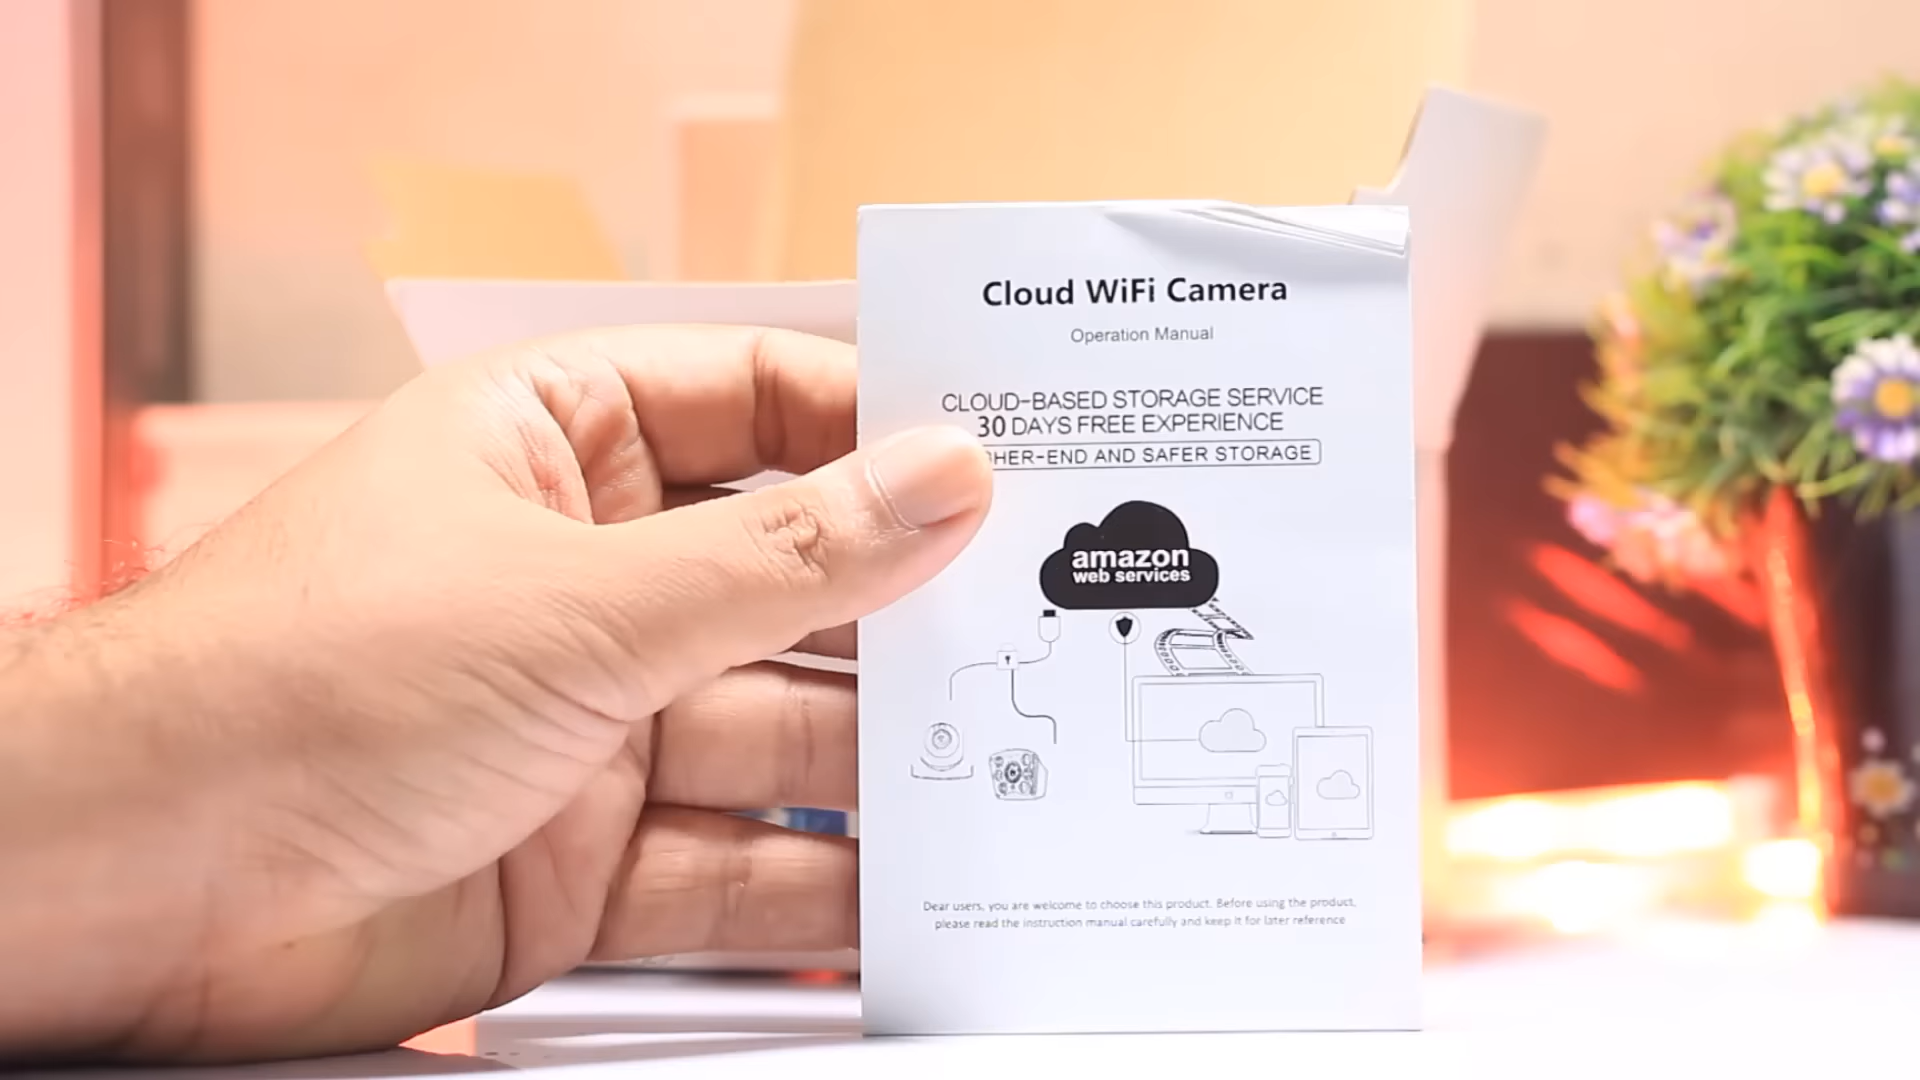 Cloud WiFi Camera
Operation Manual
CLOUD-BASED STORAGE SERVICE
30 DAYS FREE EXPERIENCE
AND SAFER STORAGE
amazon
web services
Dear users, you are welcome to choose this product. Before using the product,
please read the instruction manual carefully and keep it for later reference